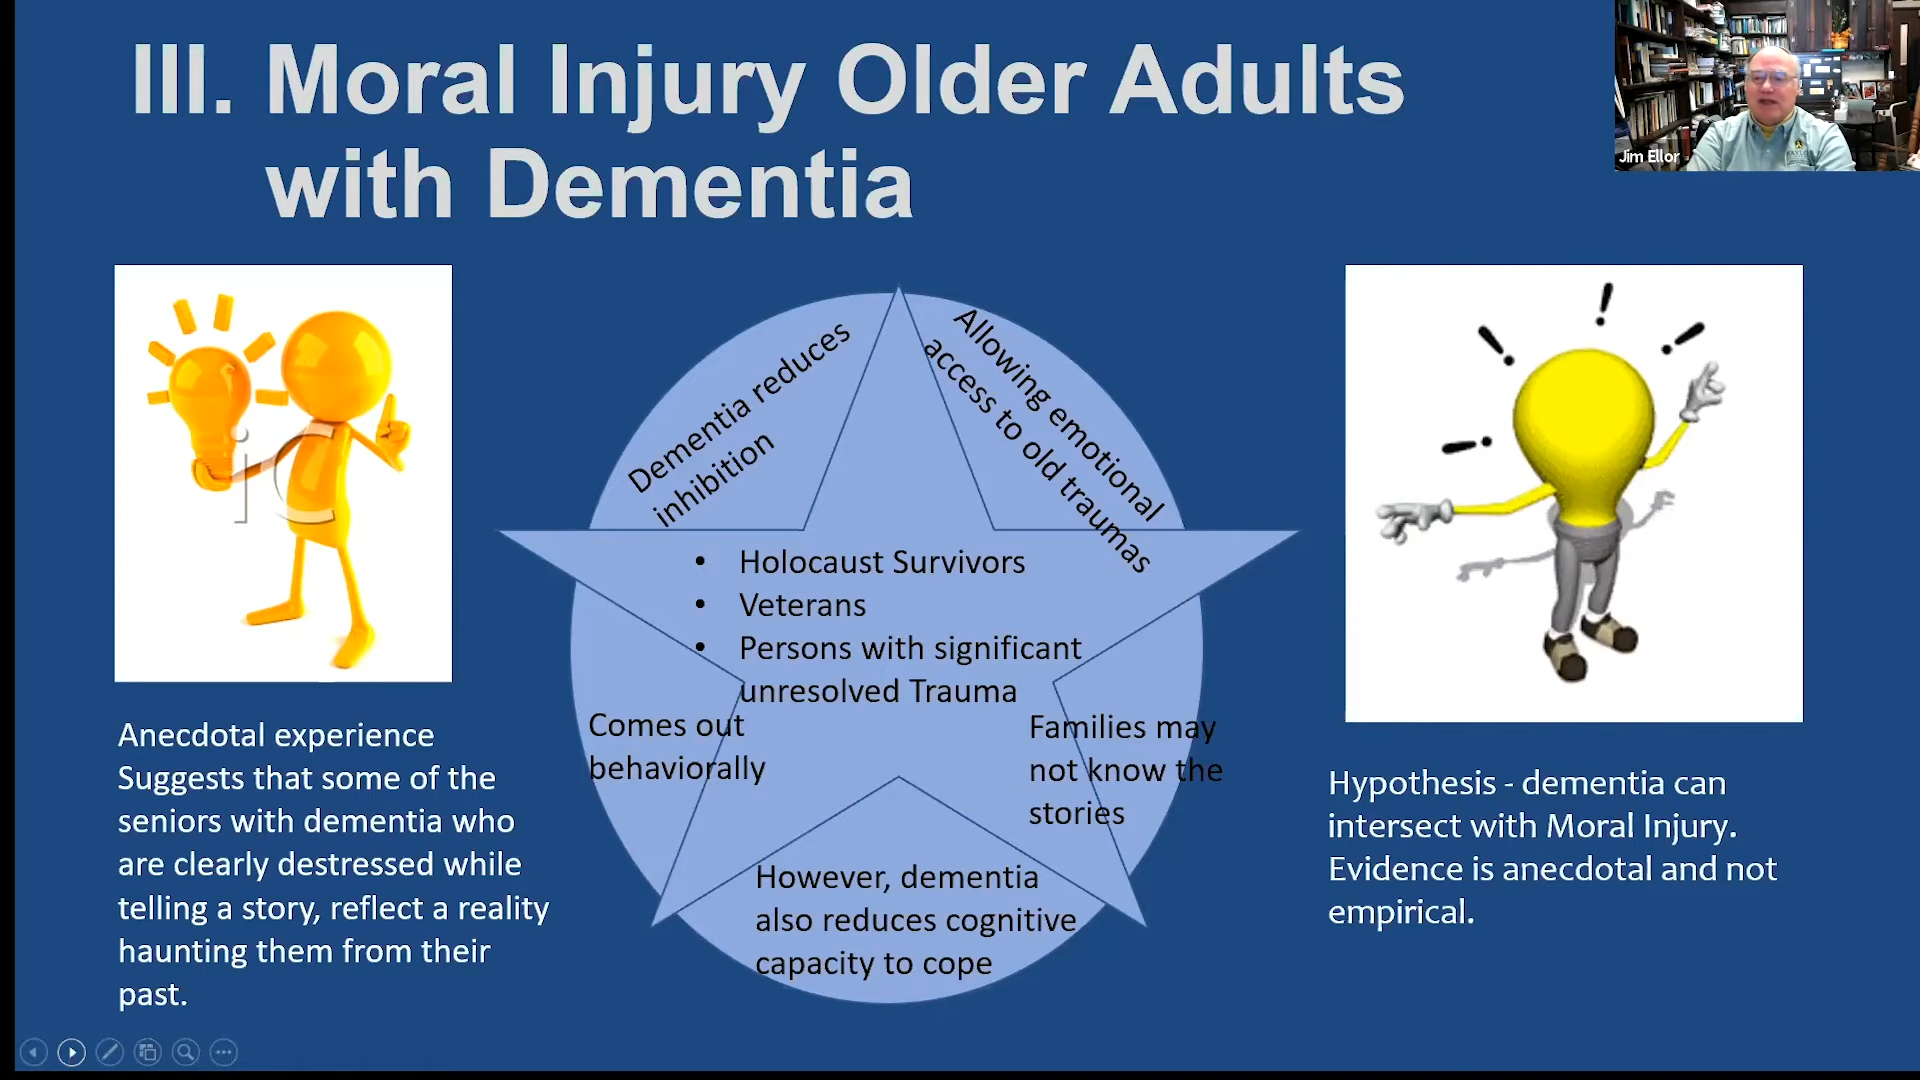 III. Moral Injury Older Adults
with Dementia
Jim Ellor
Dementia reduces
inhibition
Allowing emotional
access to old traumas
• Holocaust Survivors
• Veterans
• Persons with significant
unresolved Trauma
Comes out
behaviorally
Families may
not know the
stories
However, dementia
also reduces cognitive
capacity to cope
Anecdotal experience
Suggests that some of the
seniors with dementia who
are clearly destressed while
telling a story, reflect a reality
haunting them from their
past.
Hypothesis - dementia can
intersect with Moral Injury.
Evidence is anecdotal and not
empirical.